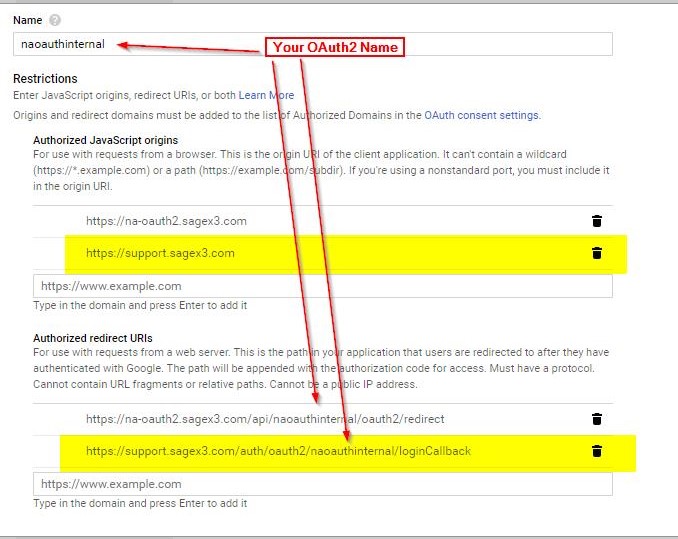 Name
naoauthinternal
Your OAuth2 Name
Restrictions
Enter JavaScript origins, redirect URIs, or both Learn More
Origins and redirect domains must be added to the list of Authorized Domains in the OAuth consent settings.
Authorized JavaScript origins
For use with requests from a browser. This is the origin URI of the client application. It can't contain a wildcard
(https://*.example.com) or a path (https://example.com/subdir). If you're using a nonstandard port, you must include it
in the origin URI.
https://na-oauth2.sagex3.com
https://support.sagex3.com
https://www.example.com
Type in the domain and press Enter to add it
Authorized redirect URIs
For use with requests from a web server. This is the path in your application that users are redirected to after they have
authenticated with Google. The path will be appended with the authorization code for access. Must have a protocol.
Cannot contain URL fragments or relative paths. Cannot be a public IP address.
https://na-oauth2.sagex3.com/api/naoauthinternal/oauth2/redirect
https://support.sagex3.com/auth/oauth2/naoauthinternal/loginCallback
https://www.example.com
Type in the domain and press Enter to add it